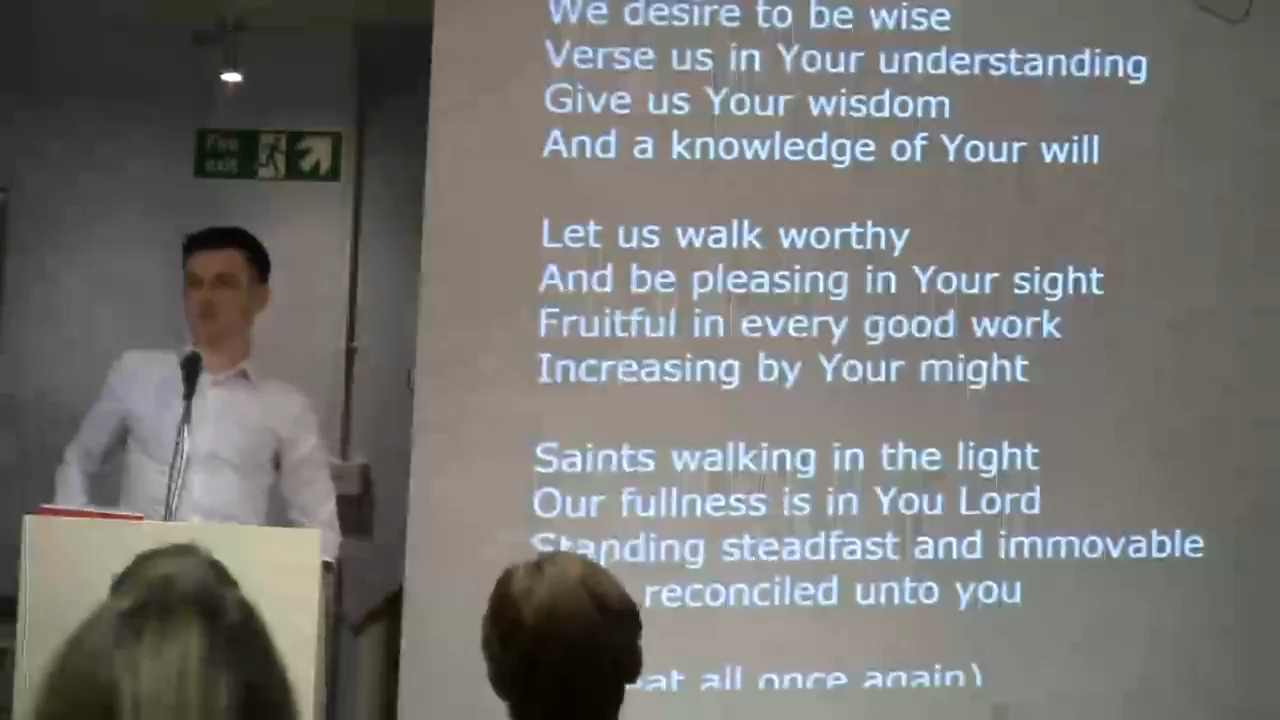 We desire to be wise
Verse us in Your understanding
Give us Your wisdom
And a knowledge of Your will
Fire
exit
Let us walk worthy
And be pleasing in Your sight
Fruitful in every good work
Increasing by Your might
Saints walking in the light
Our fullness is in You Lord
Standing steadfast and immovable
reconciled unto you
all once again)